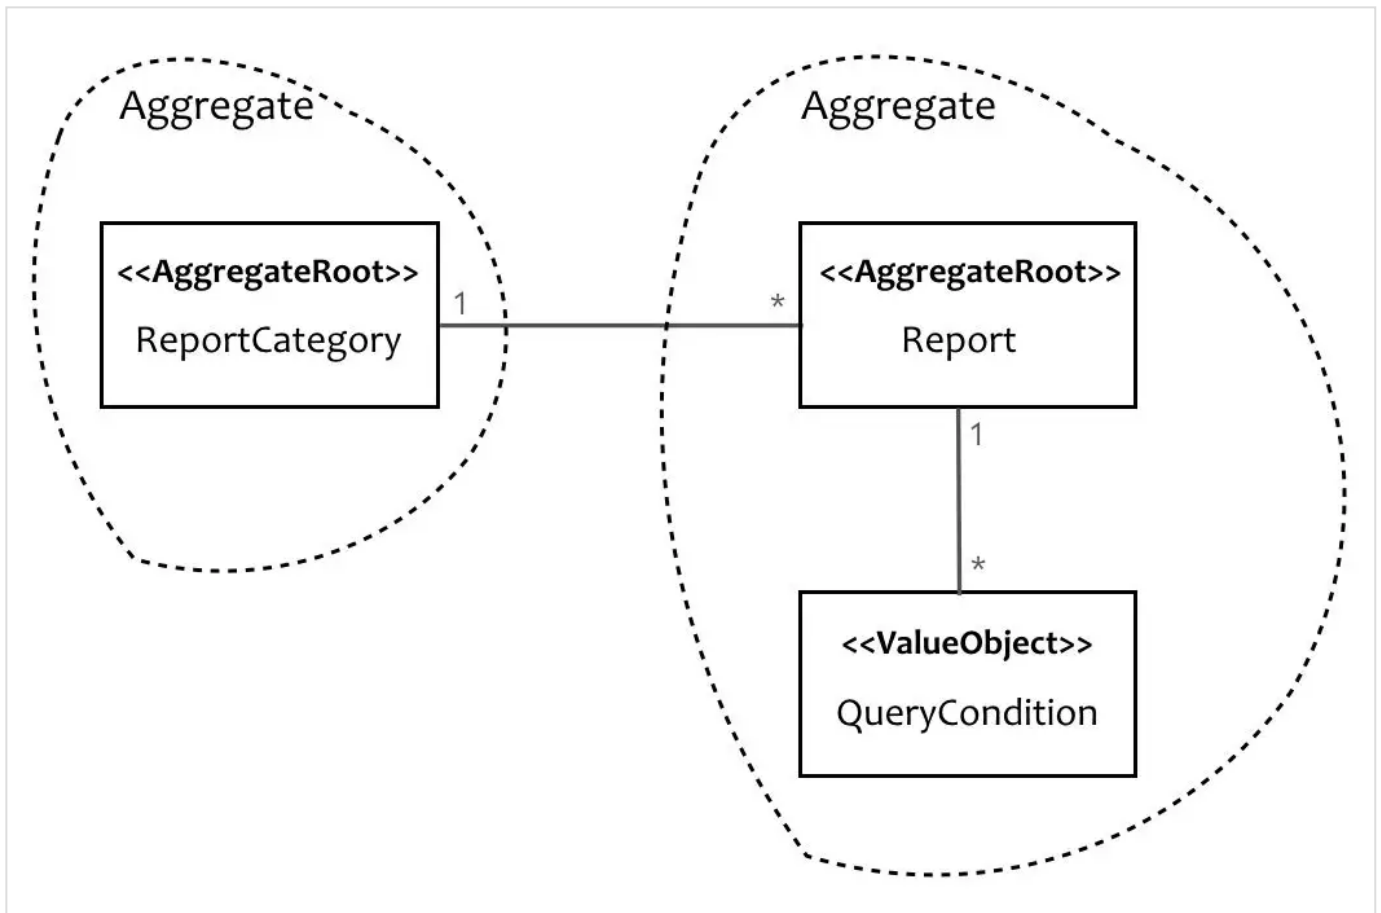 Aggregate
<<AggregateRoot>>
ReportCategory
1
*
Aggregate
<<AggregateRoot>>
Report
1
*
<<ValueObject>>
QueryCondition